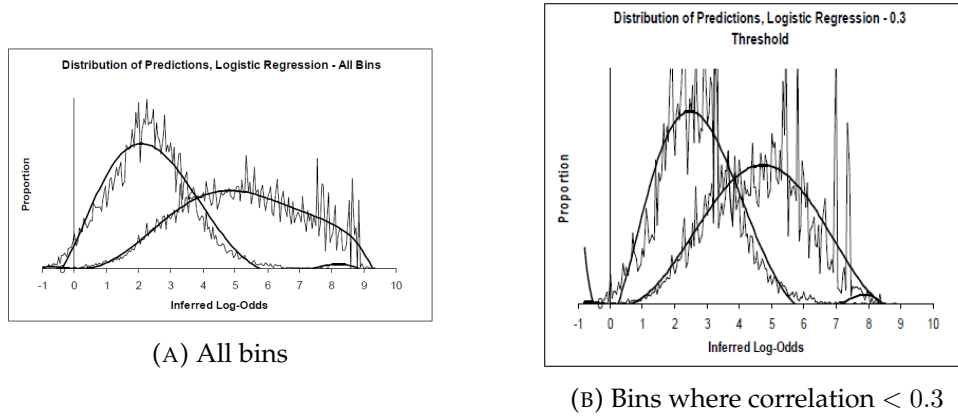 Distribution of Predictions, Logistic Regression - All Bins
Proportion
-1 0 1 2 3 4 5 6 7 8 9 10
Inferred Log-Odds
(A) All bins
Distribution of Predictions, Logistic Regression - 0.3
Threshold
Proportion
-1 0 1 2 3 4 5 6 7 8 9 10
Inferred Log-Odds
(B) Bins where correlation < 0.3